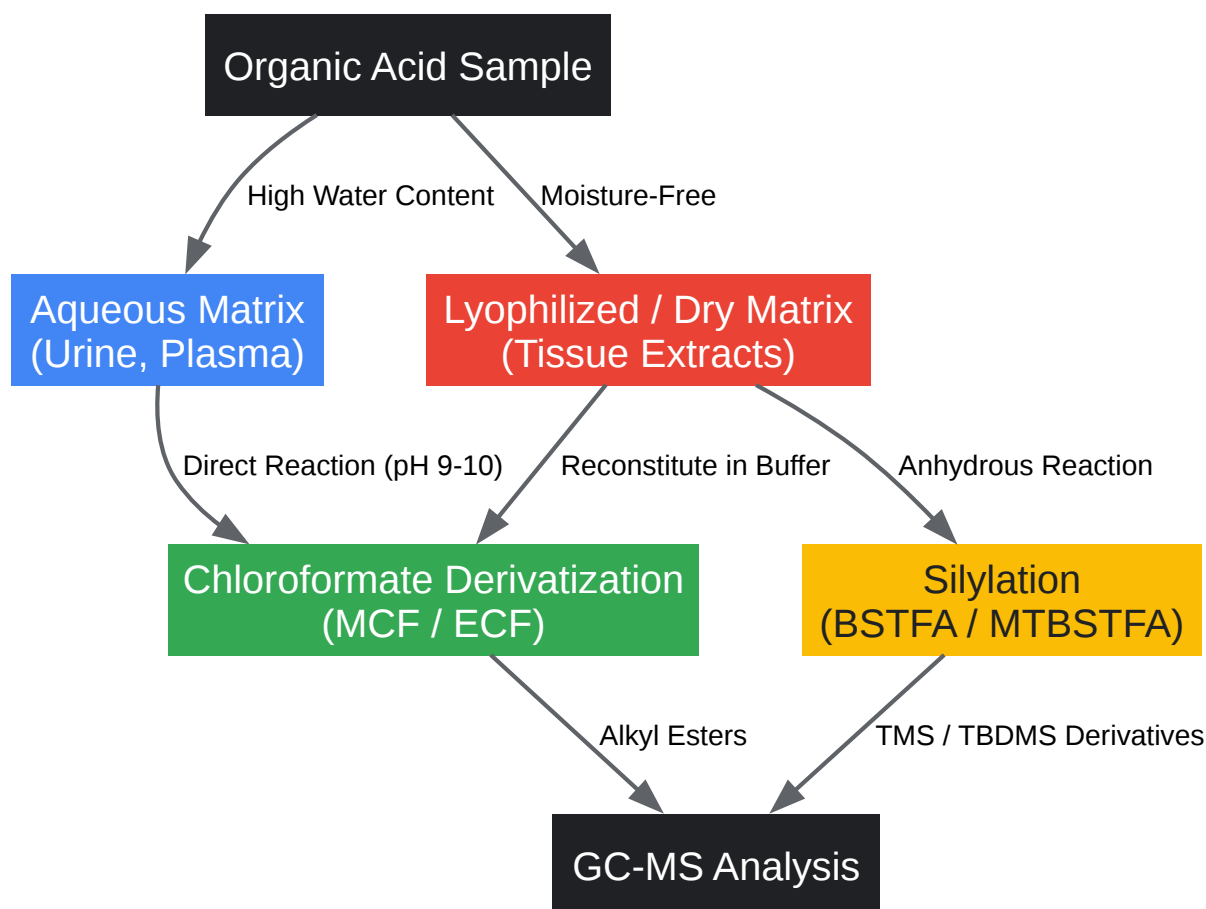 Organic Acid Sample
High Water Content
Moisture-Free
Aqueous Matrix
(Urine, Plasma)
Lyophilized / Dry Matrix
(Tissue Extracts)
Direct Reaction (pH 9-10)
Reconstitute in Buffer
Anhydrous Reaction
Chloroformate Derivatization
(MCF / ECF)
Silylation
(BSTFA / MTBSTFA)
Alkyl Esters
TMS / TBDMS Derivatives
GC-MS Analysis